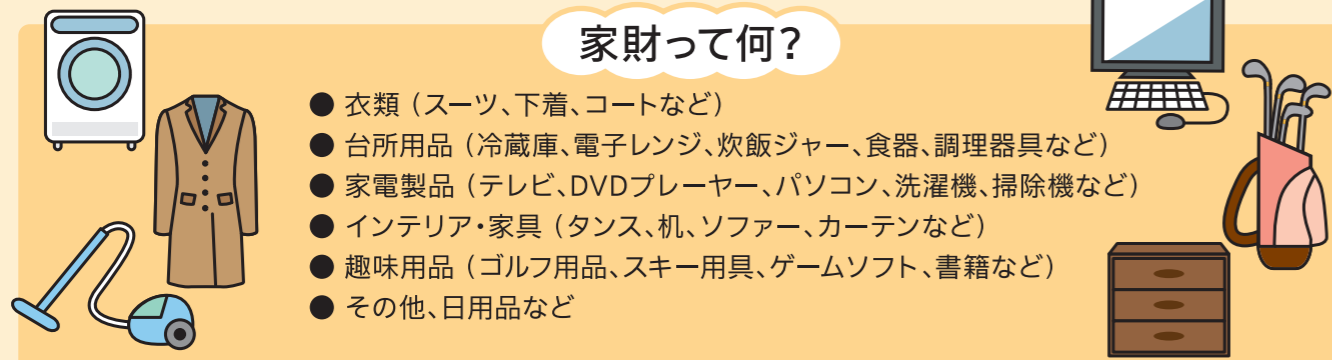 家財って何？
● 衣類（スーツ、下着、コートなど）
● 台所用品（冷蔵庫、電子レンジ、炊飯ジャー、食器、調理器具など）
● 家電製品（テレビ、DVDプレーヤー、パソコン、洗濯機、掃除機など）
● インテリア・家具（タンス、机、ソファー、カーテンなど）
● 趣味用品（ゴルフ用品、スキー用具、ゲームソフト、書籍など）
● その他、日用品など